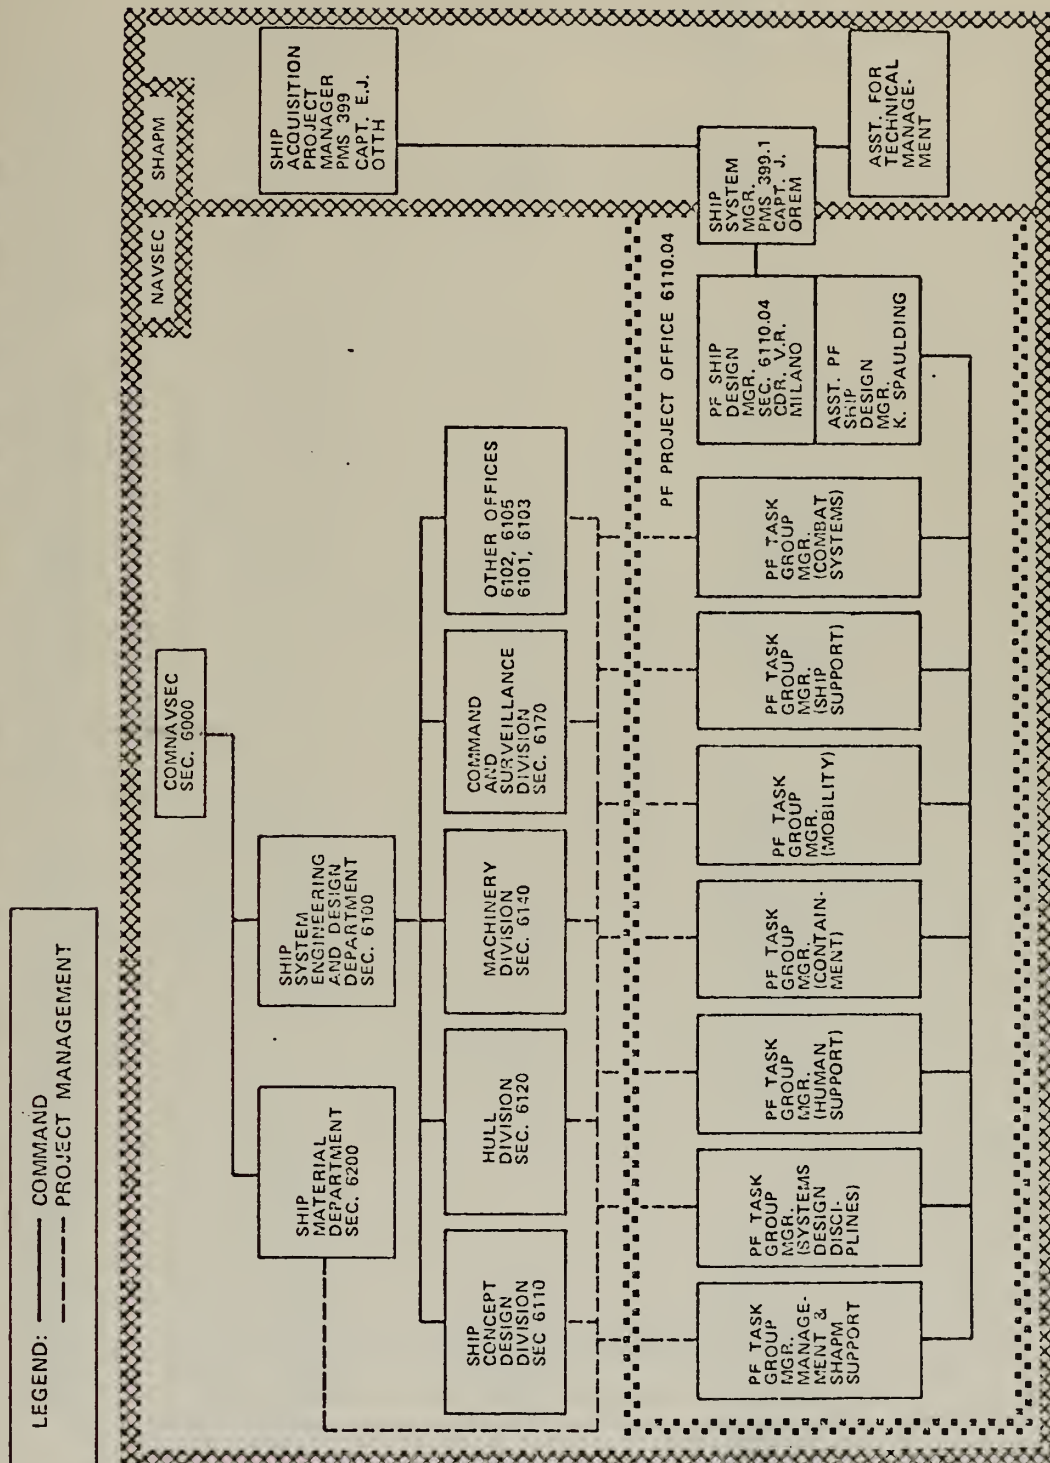 LEGEND: COMMAND
PROJECT MANAGEMENT
NAVSEC
SHAPM
COMNAVSEC
SEC. 6000
SHIP
MATERIAL
DEPARTMENT
SEC. 6200
SHIP
SYSTEM
ENGINEERING
AND DESIGN
DEPARTMENT
SEC. 6100
SHIP
ACQUISITION
PROJECT
MANAGER
PMS 399
CAPT. E.J.
OTTH
SHIP
CONCEPT
DESIGN
DIVISION
SEC 6110
HULL
DIVISION
SEC. 6120
MACHINERY
DIVISION
SEC. 6140
COMMAND
AND
SURVEILLANCE
DIVISION
SEC. 6170
OTHER OFFICES
6102, 6105
6101, 6103
PF PROJECT OFFICE 6110.04
PF TASK
GROUP
MGR.
MANAGE-
MENT &
SHAPM
SUPPORT
PF TASK
GROUP
MGR.
(SYSTEMS
DESIGN
DISCI-
PLINES)
PF TASK
GROUP
MGR.
(HUMAN
SUPPORT)
PF TASK
GROUP
MGR.
(CONTAIN-
MENT)
PF TASK
GROUP
MGR.
(MOBILITY)
PF TASK
GROUP
MGR.
(SHIP
SUPPORT)
PF TASK
GROUP
MGR.
(COMBAT
SYSTEMS)
PF SHIP
DESIGN
MGR.
SEC. 6110.04
CDR. V.R.
MILANO
ASST. PF
SHIP
DESIGN
MGR.
K. SPAULDING
SHIP
SYSTEM
MGR.
PMS 399.1
CAPT. J.
OREM
ASST. FOR
TECHNICAL
MANAGE-
MENT